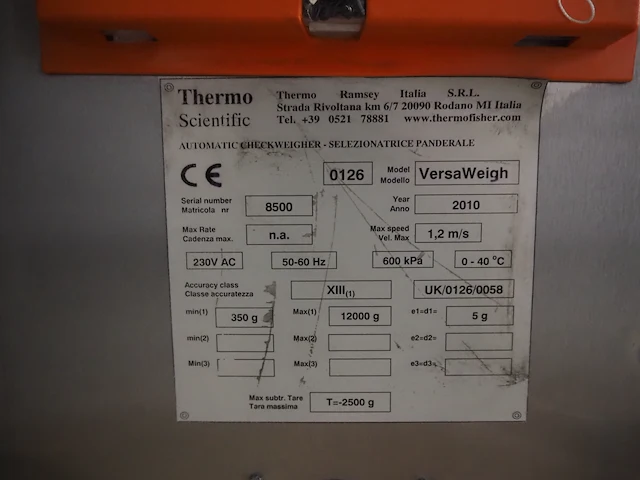 Thermo Scientific
Thermo Ramsey Italia S.R.L.
Strada Rivoltana km 6/7 20090 Rodano MI Italia
Tel. +39 0521 78881 www.thermofisher.com
AUTOMATIC CHECKWEIGHER - SELEZIONATRICE PANDERALE
CE 0126 Model Modello VersaWeigh
Serial number Matricola nr 8500 Year Anno 2010
Max Rate Cadenza max. n.a. Max speed Vel. Max 1,2 m/s
230V AC 50-60 Hz 600 kPa 0 - 40 °C
Accuracy class Classe accuratezza XIII(1) UK/0126/0058
min(1) 350 g Max(1) 12000 g e1=d1= 5 g
min(2) Max(2) e2=d2=
Min(3) Max(3) e3=d3=
Max subtr. Tare Tara massima T=-2500 g